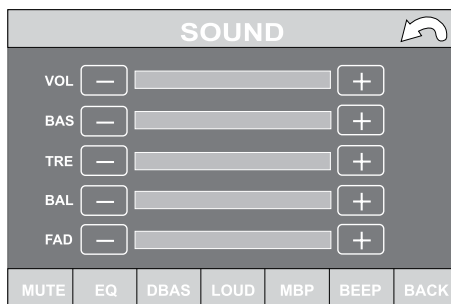 SOUND
VOL
BAS
TRE
BAL
FAD
MUTE EQ DBAS LOUD MBP BEEP BACK